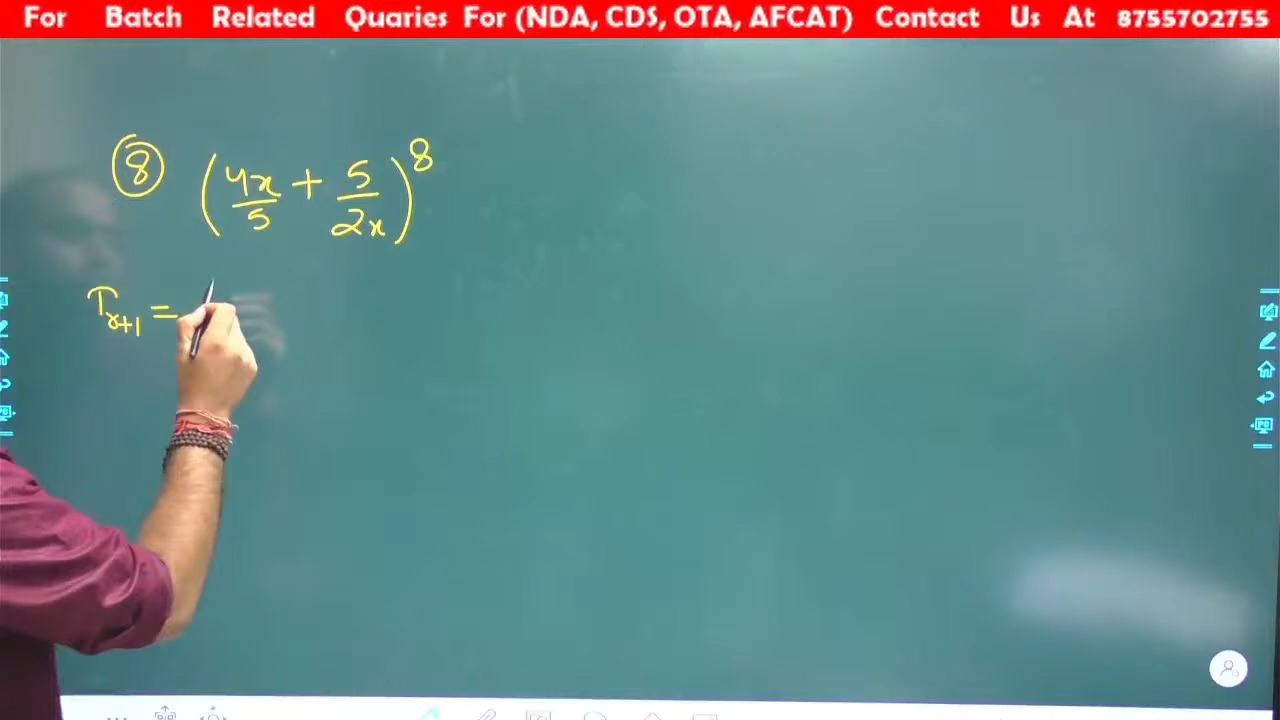 For Batch Related Quaries For (NDA, CDS, OTA, AFCAT) Contact Us At 8755702755
⑧ (4x/5 + 5/2x)^8
T_{r+1} =